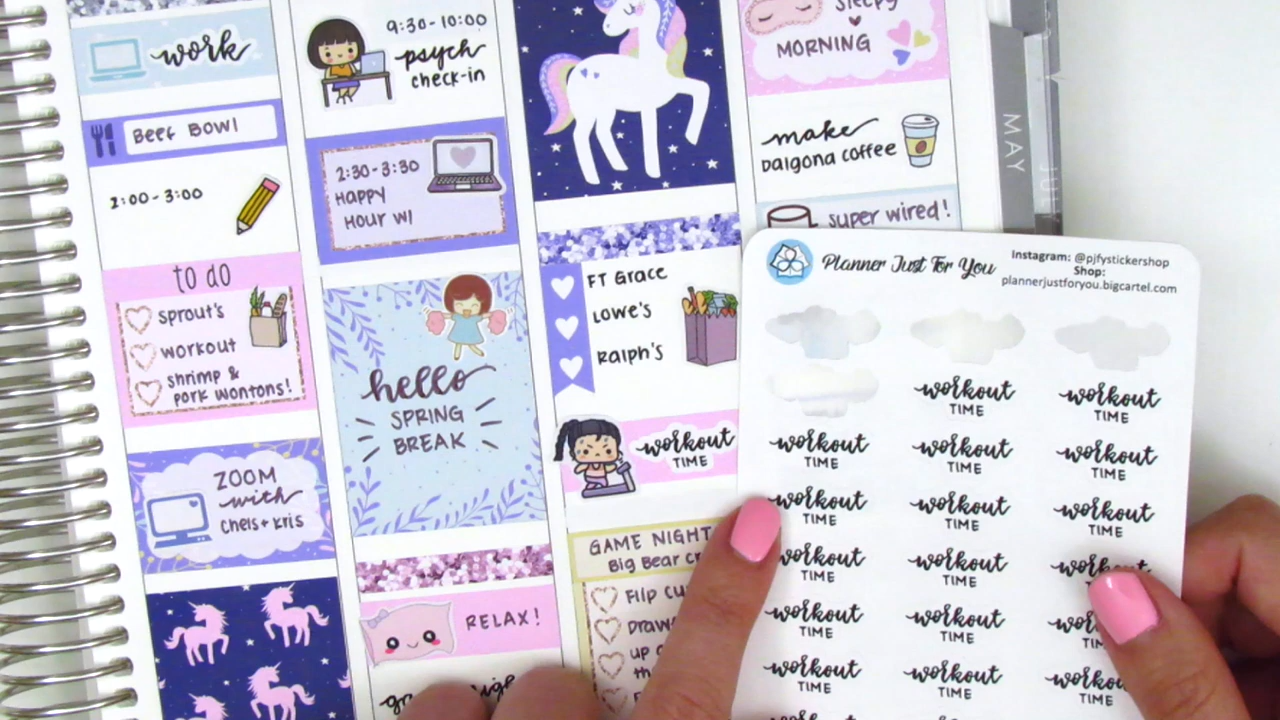 work
BEEF BOWL
2:00-3:00
to do
sprout's
workout
shrimp &
pork wontons!
ZOOM
with
chels + kris
9:30-10:00
psych
check-in
2:30-3:30
HAPPY
HOUR W/
hello
SPRING
BREAK
RELAX!
FT Grace
Lowe's
Ralph's
workout
TIME
GAME NIGHT
Big Bear
Flip
up
SLEEPY
MORNING
make
Dalgona coffee
super wired!
MAY
Planner Just For You
Instagram: @pjfystickershop
Shop:
plannerjustforyou.bigcartel.com
workout workout
TIME TIME
workout workout workout
TIME TIME TIME
workout workout workout
TIME TIME TIME
workout workout workout
TIME TIME
workout workout
TIME TIME
workout workout
TIME TIME